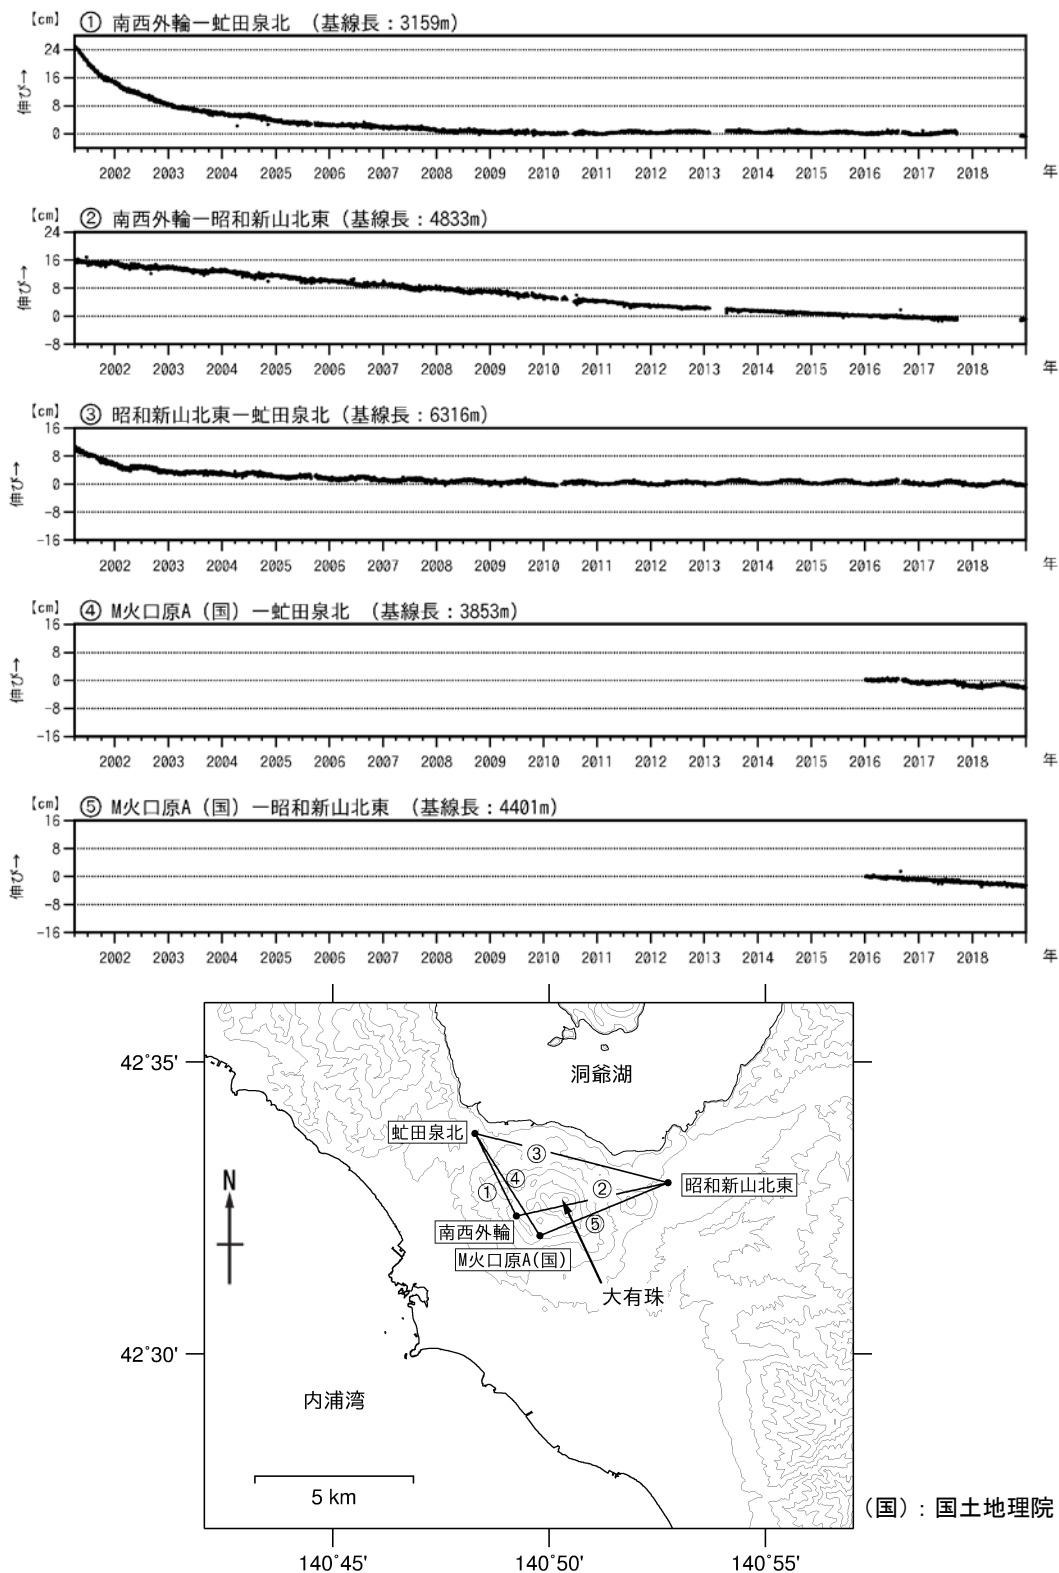 [cm] ① 南西外輪ー虻田泉北 (基線長：3159m)
24
16
8
0
伸び→
2002 2003 2004 2005 2006 2007 2008 2009 2010 2011 2012 2013 2014 2015 2016 2017 2018 年
[cm] ② 南西外輪ー昭和新山北東 (基線長：4833m)
24
16
8
0
-8
伸び→
2002 2003 2004 2005 2006 2007 2008 2009 2010 2011 2012 2013 2014 2015 2016 2017 2018 年
[cm] ③ 昭和新山北東ー虻田泉北 (基線長：6316m)
16
8
0
-8
-16
伸び→
2002 2003 2004 2005 2006 2007 2008 2009 2010 2011 2012 2013 2014 2015 2016 2017 2018 年
[cm] ④ M火口原A (国) ー虻田泉北 (基線長：3853m)
16
8
0
-8
-16
伸び→
2002 2003 2004 2005 2006 2007 2008 2009 2010 2011 2012 2013 2014 2015 2016 2017 2018 年
[cm] ⑤ M火口原A (国) ー昭和新山北東 (基線長：4401m)
16
8
0
-8
-16
伸び→
2002 2003 2004 2005 2006 2007 2008 2009 2010 2011 2012 2013 2014 2015 2016 2017 2018 年
42˚35'
洞爺湖
虻田泉北
③
④
N
①
②
昭和新山北東
南西外輪
⑤
M火口原A(国)
大有珠
42˚30'
内浦湾
5 km
(国)：国土地理院
140˚45' 140˚50' 140˚55'